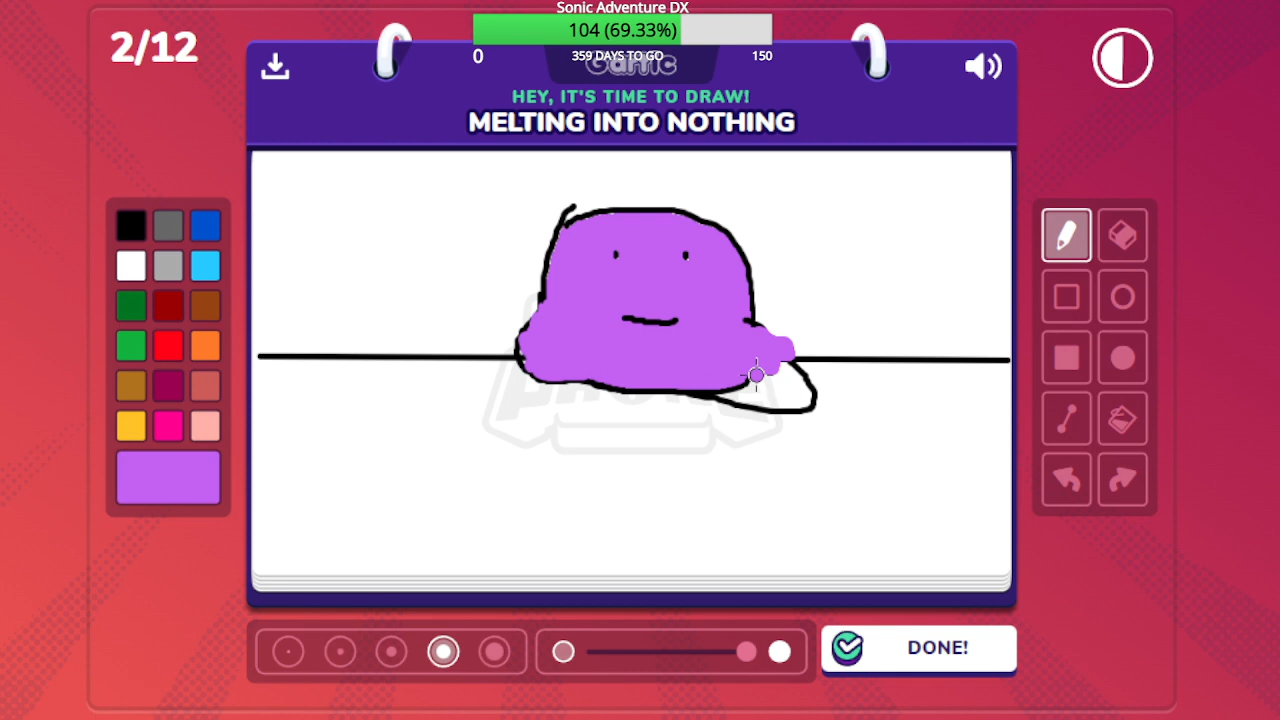 Sonic Adventure DX
2/12
104 (69.33%)
0
359 DAYS TO GO
150
Gartic
HEY, IT'S TIME TO DRAW!
MELTING INTO NOTHING
DONE!